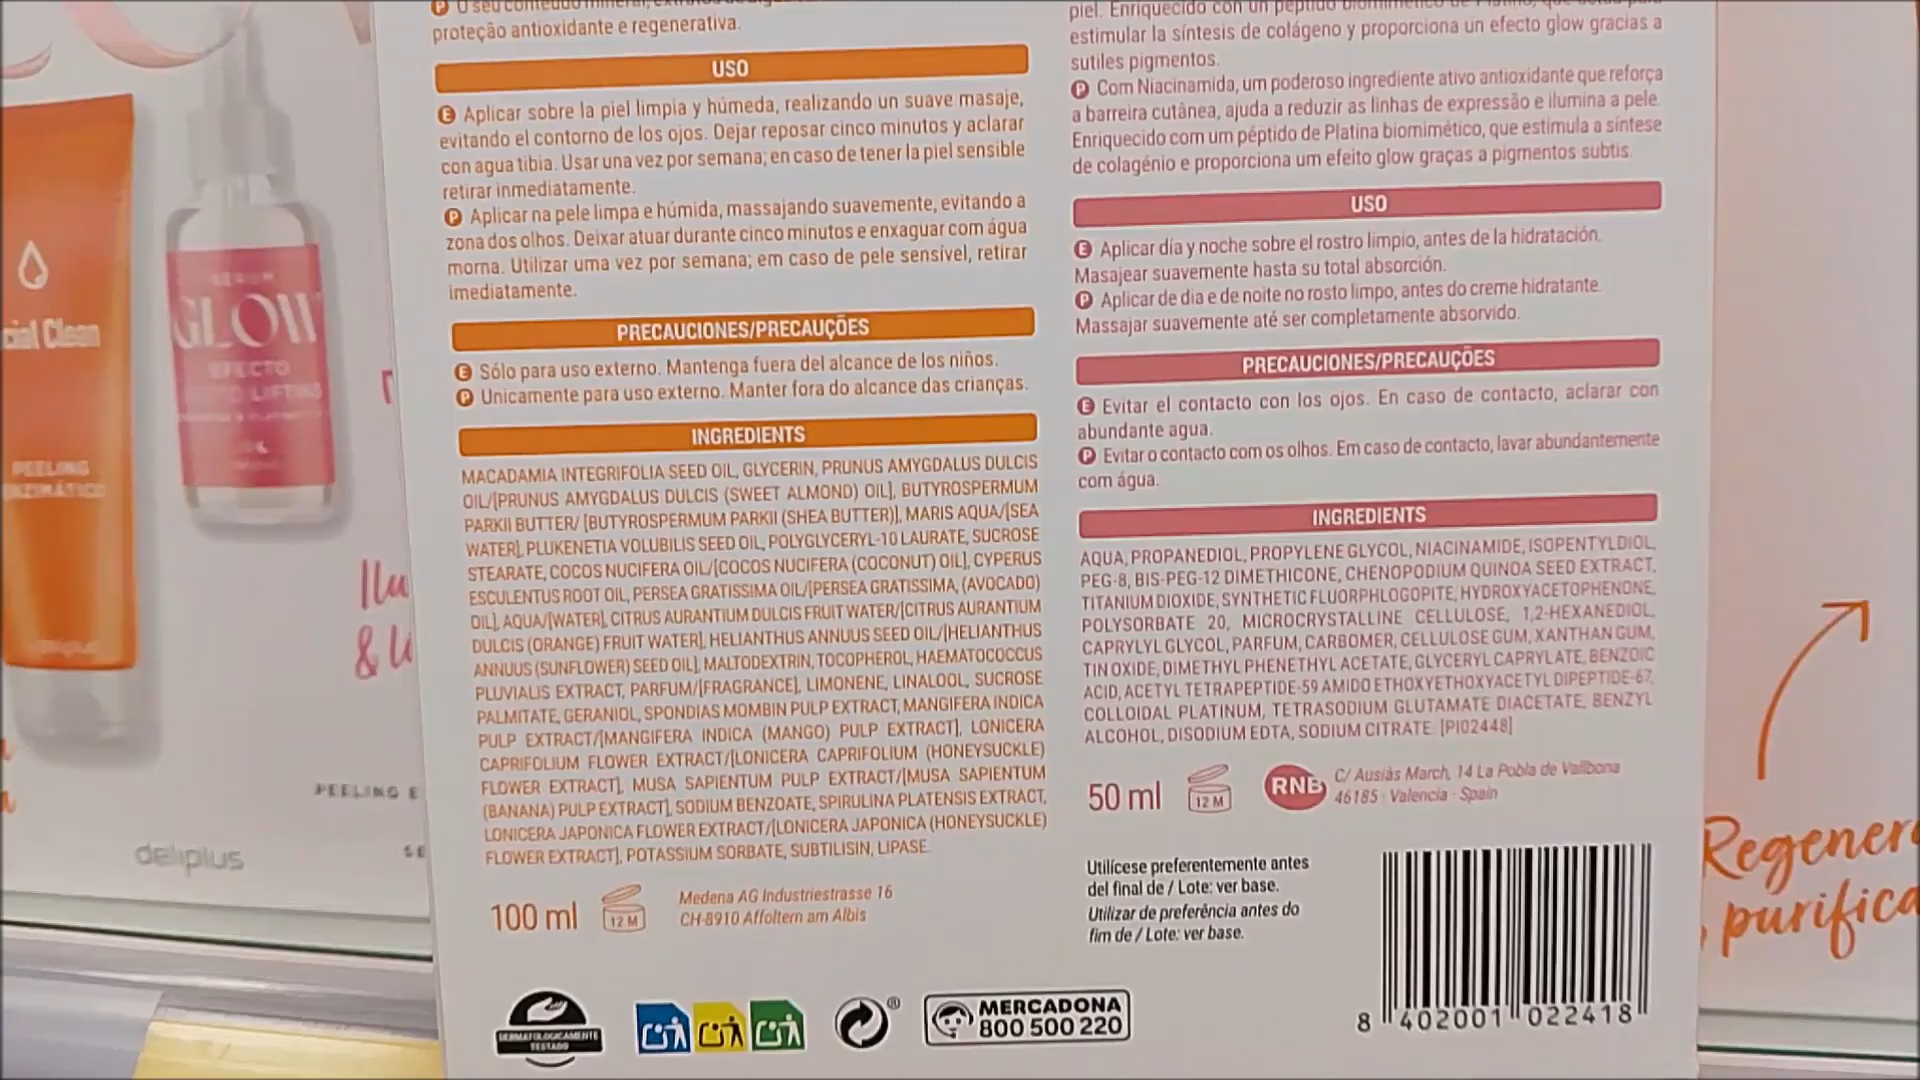 proteção antioxidante e regenerativa.
USO
E Aplicar sobre la piel limpia y húmeda, realizando un suave masaje,
evitando el contorno de los ojos. Dejar reposar cinco minutos y aclarar
con agua tibia. Usar una vez por semana; en caso de tener la piel sensible
retirar inmediatamente.
P Aplicar na pele limpa e húmida, massajando suavemente, evitando a
zona dos olhos. Deixar atuar durante cinco minutos e enxaguar com água
morna. Utilizar uma vez por semana; em caso de pele sensível, retirar
imediatamente.
PRECAUCIONES/PRECAUÇÕES
E Sólo para uso externo. Mantenga fuera del alcance de los niños.
P Unicamente para uso externo. Manter fora do alcance das crianças.
INGREDIENTS
MACADAMIA INTEGRIFOLIA SEED OIL, GLYCERIN, PRUNUS AMYGDALUS DULCIS
OIL/[PRUNUS AMYGDALUS DULCIS (SWEET ALMOND) OIL], BUTYROSPERMUM
PARKII BUTTER/ [BUTYROSPERMUM PARKII (SHEA BUTTER)], MARIS AQUA/[SEA
WATER], PLUKENETIA VOLUBILIS SEED OIL, POLYGLYCERYL-10 LAURATE, SUCROSE
STEARATE, COCOS NUCIFERA OIL/[COCOS NUCIFERA (COCONUT) OIL], CYPERUS
ESCULENTUS ROOT OIL, PERSEA GRATISSIMA OIL/[PERSEA GRATISSIMA, (AVOCADO)
OIL], AQUA/[WATER], CITRUS AURANTIUM DULCIS FRUIT WATER/[CITRUS AURANTIUM
DULCIS (ORANGE) FRUIT WATER], HELIANTHUS ANNUUS SEED OIL/[HELIANTHUS
ANNUUS (SUNFLOWER) SEED OIL], MALTODEXTRIN, TOCOPHEROL, HAEMATOCOCCUS
PLUVIALIS EXTRACT, PARFUM/[FRAGRANCE], LIMONENE, LINALOOL, SUCROSE
PALMITATE, GERANIOL, SPONDIAS MOMBIN PULP EXTRACT, MANGIFERA INDICA
PULP EXTRACT/[MANGIFERA INDICA (MANGO) PULP EXTRACT], LONICERA
CAPRIFOLIUM FLOWER EXTRACT/[LONICERA CAPRIFOLIUM (HONEYSUCKLE)
FLOWER EXTRACT], MUSA SAPIENTUM PULP EXTRACT/[MUSA SAPIENTUM
(BANANA) PULP EXTRACT], SODIUM BENZOATE, SPIRULINA PLATENSIS EXTRACT,
LONICERA JAPONICA FLOWER EXTRACT/[LONICERA JAPONICA (HONEYSUCKLE)
FLOWER EXTRACT], POTASSIUM SORBATE, SUBTILISIN, LIPASE.
100 ml
12 M
Medena AG Industriestrasse 16
CH-8910 Affoltern am Albis
DERMATOLÓGICAMENTE
TESTADO
MERCADONA
800 500 220
piel. Enriquecido con un péptido biomimético de Platino, que
estimular la síntesis de colágeno y proporciona un efecto glow gracias a
sutiles pigmentos.
P Com Niacinamida, um poderoso ingrediente ativo antioxidante que reforça
a barreira cutânea, ajuda a reduzir as linhas de expressão e ilumina a pele.
Enriquecido com um péptido de Platina biomimético, que estimula a síntese
de colagénio e proporciona um efeito glow graças a pigmentos subtis.
USO
E Aplicar día y noche sobre el rostro limpio, antes de la hidratación.
Masajear suavemente hasta su total absorción.
P Aplicar de dia e de noite no rosto limpo, antes do creme hidratante.
Massajar suavemente até ser completamente absorvido.
PRECAUCIONES/PRECAUÇÕES
E Evitar el contacto con los ojos. En caso de contacto, aclarar con
abundante agua.
P Evitar o contacto com os olhos. Em caso de contacto, lavar abundantemente
com água.
INGREDIENTS
AQUA, PROPANEDIOL, PROPYLENE GLYCOL, NIACINAMIDE, ISOPENTYLDIOL,
PEG-8, BIS-PEG-12 DIMETHICONE, CHENOPODIUM QUINOA SEED EXTRACT,
TITANIUM DIOXIDE, SYNTHETIC FLUORPHLOGOPITE, HYDROXYACETOPHENONE,
POLYSORBATE 20, MICROCRYSTALLINE CELLULOSE, 1,2-HEXANEDIOL,
CAPRYLYL GLYCOL, PARFUM, CARBOMER, CELLULOSE GUM, XANTHAN GUM,
TIN OXIDE, DIMETHYL PHENETHYL ACETATE, GLYCERYL CAPRYLATE, BENZOIC
ACID, ACETYL TETRAPEPTIDE-59 AMIDO ETHOXYETHOXYACETYL DIPEPTIDE-67,
COLLOIDAL PLATINUM, TETRASODIUM GLUTAMATE DIACETATE, BENZYL
ALCOHOL, DISODIUM EDTA, SODIUM CITRATE. [PI02448]
50 ml
12 M
RNB
C/ Ausiàs March, 14 La Pobla de Vallbona
46185 - Valencia - Spain
Utilícese preferentemente antes
del final de / Lote: ver base.
Utilizar de preferência antes do
fim de / Lote: ver base.
8 402001 022418
Clean
PEELING
SERUM
GLOW
EFECTO
deliplus
PEELING E
SE
& 
purifica